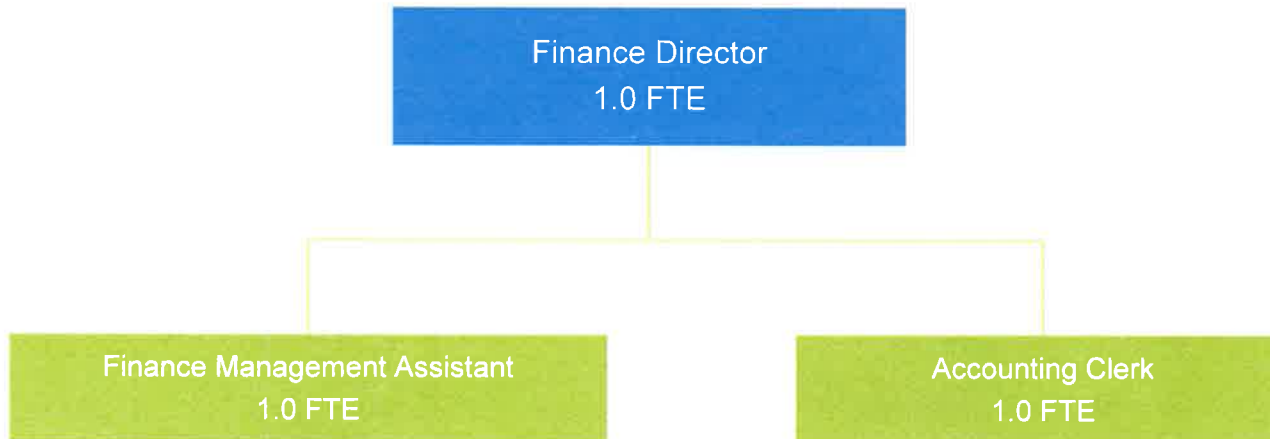 Finance Director
1.0 FTE
Finance Management Assistant
1.0 FTE
Accounting Clerk
1.0 FTE